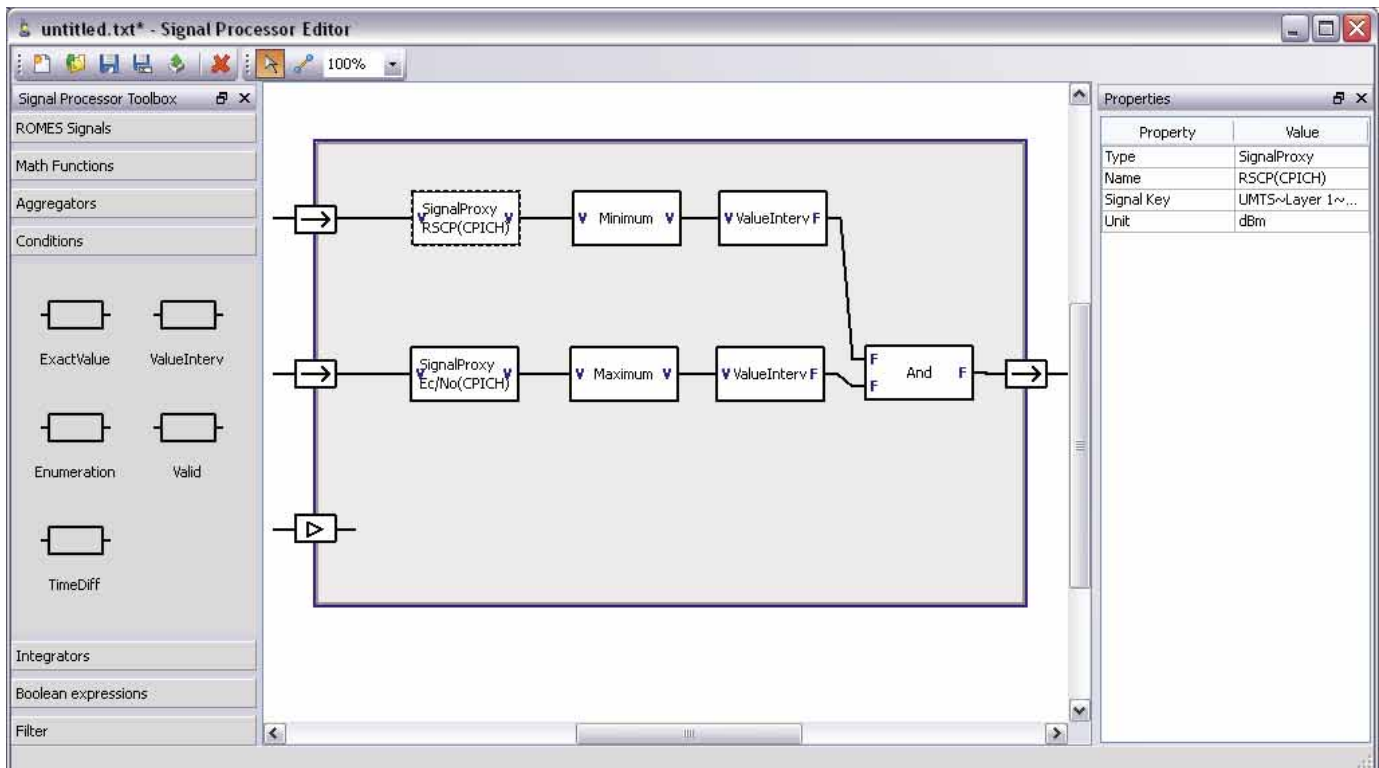 untitled.txt* - Signal Processor Editor
100%
Signal Processor Toolbox
ROMES Signals
Math Functions
Aggregators
Conditions
ExactValue ValueInterv
Enumeration Valid
TimeDiff
Integrators
Boolean expressions
Filter
V SignalProxy V
RSCP(CPICH)
V Minimum V
V ValueInterv F
V SignalProxy V
Ec/No(CPICH)
V Maximum V
V ValueInterv F
F
And F
F
Properties
Property Value
Type SignalProxy
Name RSCP(CPICH)
Signal Key UMTS~Layer 1~...
Unit dBm